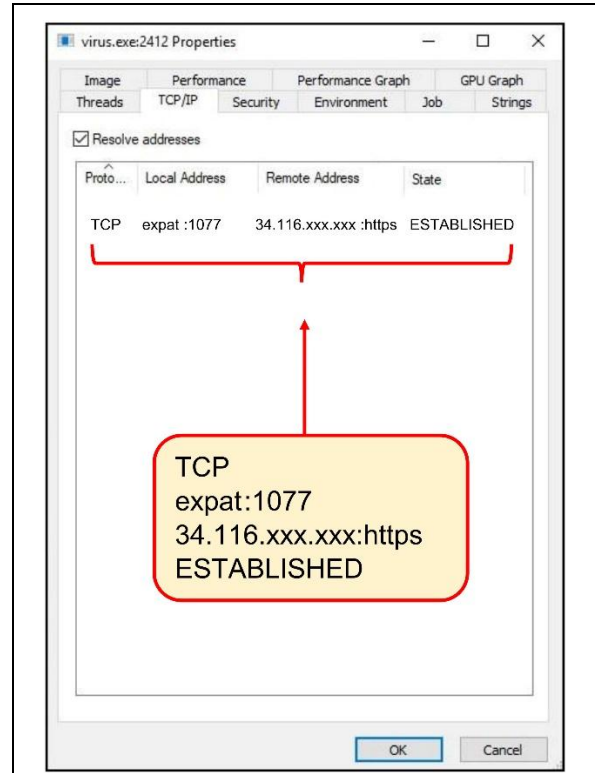 virus.exe:2412 Properties
Image Performance Performance Graph GPU Graph
Threads TCP/IP Security Environment Job Strings
Resolve addresses
Proto... Local Address Remote Address State
TCP expat :1077 34.116.xxx.xxx :https ESTABLISHED
TCP
expat:1077
34.116.xxx.xxx:https
ESTABLISHED
OK Cancel